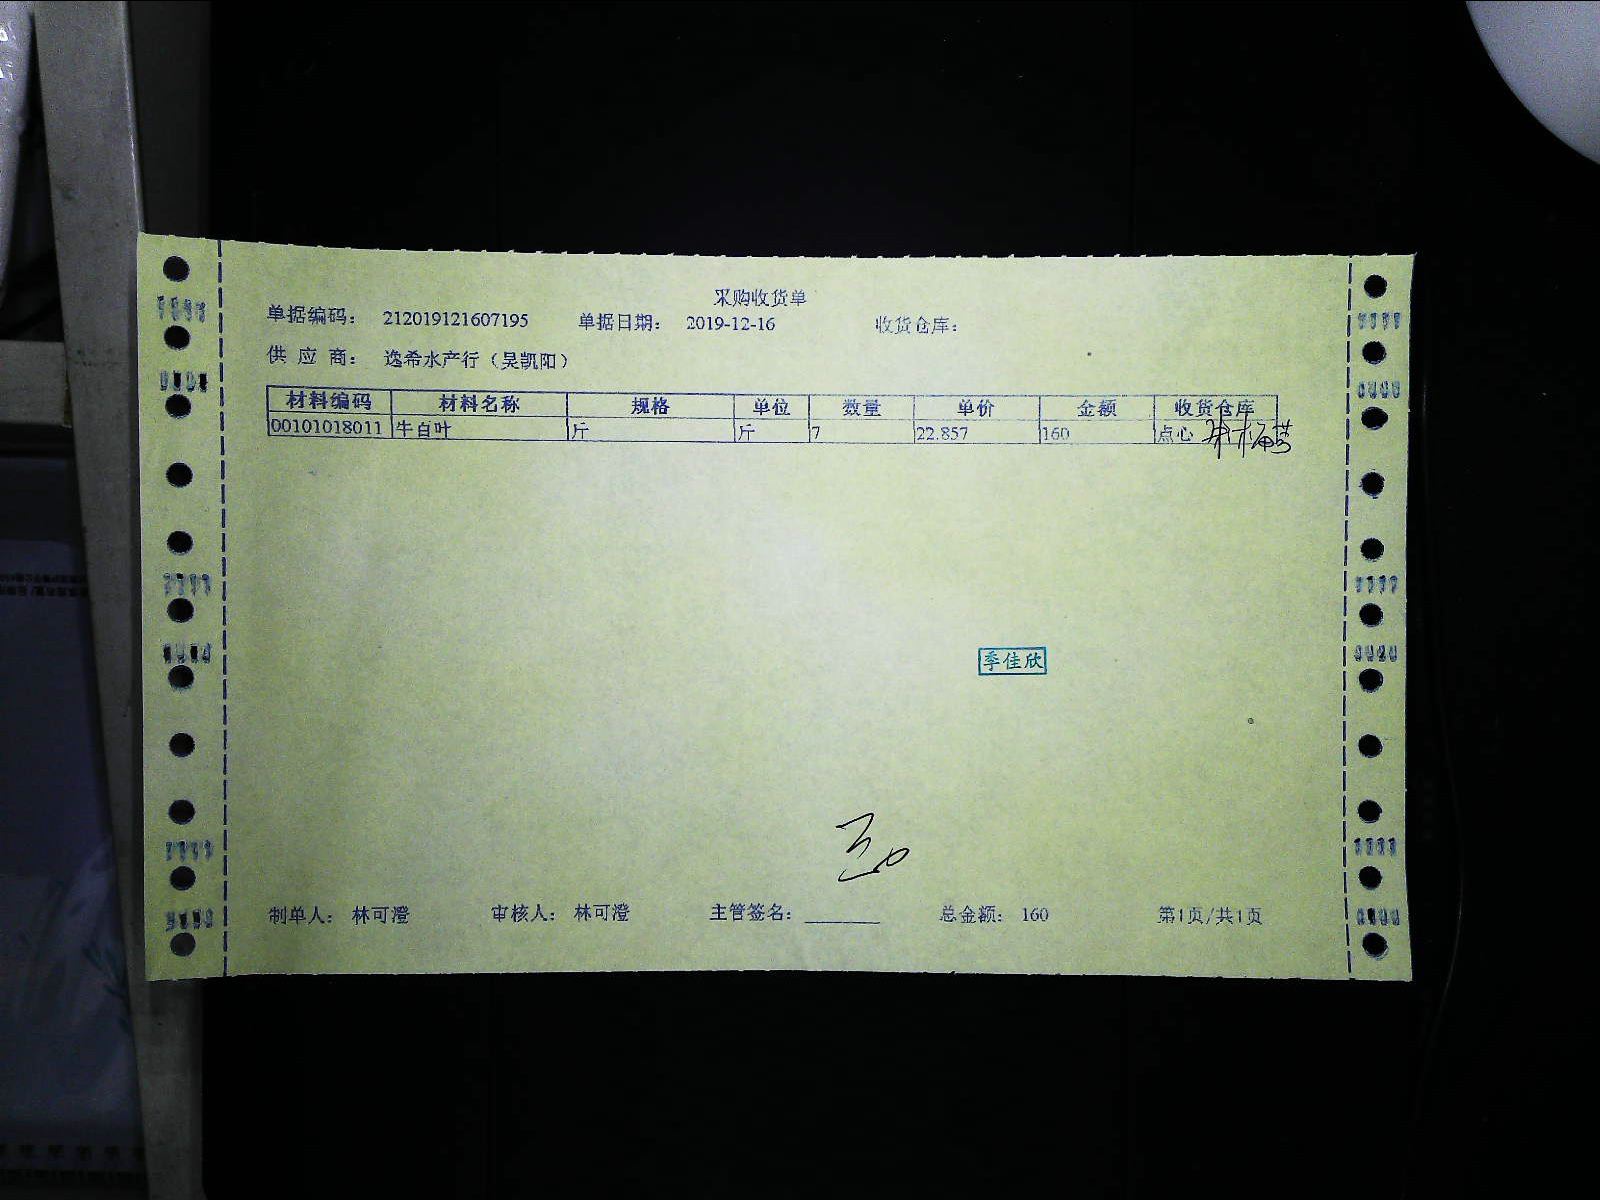 采购收货单
单据编码： 212019121607195 单据日期： 2019-12-16 收货仓库：
供 应 商： 逸希水产行（吴凯阳）
材料编码 材料名称 规格 单位 数量 单价 金额 收货仓库
00101018011 牛百叶 斤 斤 7 22.857 160 点心
季佳欣
制单人： 林可澄 审核人： 林可澄 主管签名： 总金额： 160 第1页/共1页